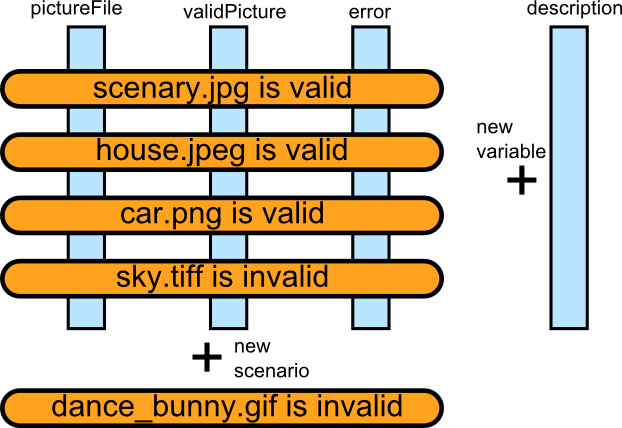 pictureFile validPicture error description
scenary.jpg is valid
house.jpeg is valid
new
variable
car.png is valid
sky.tiff is invalid
new
scenario
dance_bunny.gif is invalid